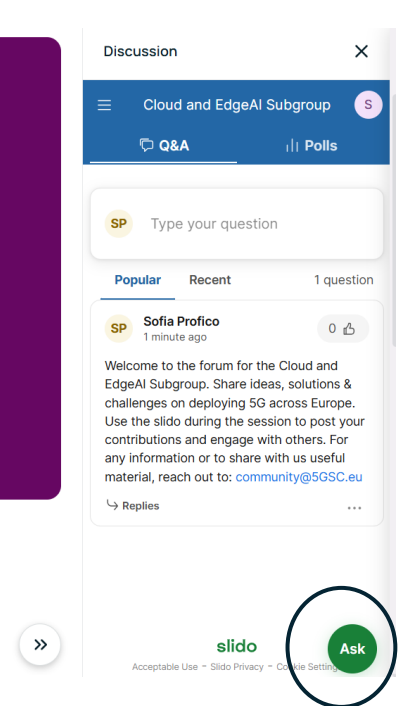 Discussion
Cloud and EdgeAI Subgroup
S
Q&A
Polls
SP
Type your question
Popular
Recent
1 question
SP
Sofia Profico
1 minute ago
0
Welcome to the forum for the Cloud and
EdgeAI Subgroup. Share ideas, solutions &
challenges on deploying 5G across Europe.
Use the slido during the session to post your
contributions and engage with others. For
any information or to share with us useful
material, reach out to: community@5GSC.eu
Replies
slido
Ask
Acceptable Use - Slido Privacy - Cookie Setting